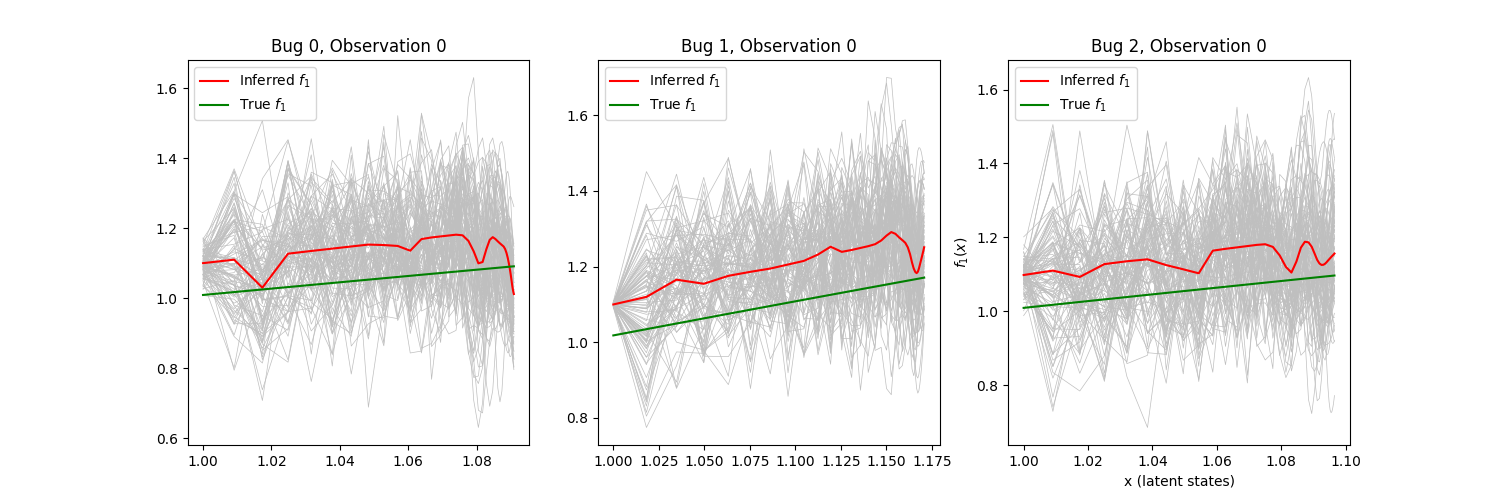 Bug 0, Observation 0
Inferred f₁
True f₁
1.6
1.4
1.2
1.0
0.8
0.6
1.00 1.02 1.04 1.06 1.08
Bug 1, Observation 0
Inferred f₁
True f₁
1.6
1.4
1.2
1.0
0.8
1.000 1.025 1.050 1.075 1.100 1.125 1.150 1.175
Bug 2, Observation 0
Inferred f₁
True f₁
f₁(x)
1.6
1.4
1.2
1.0
0.8
1.00 1.02 1.04 1.06 1.08 1.10
x (latent states)